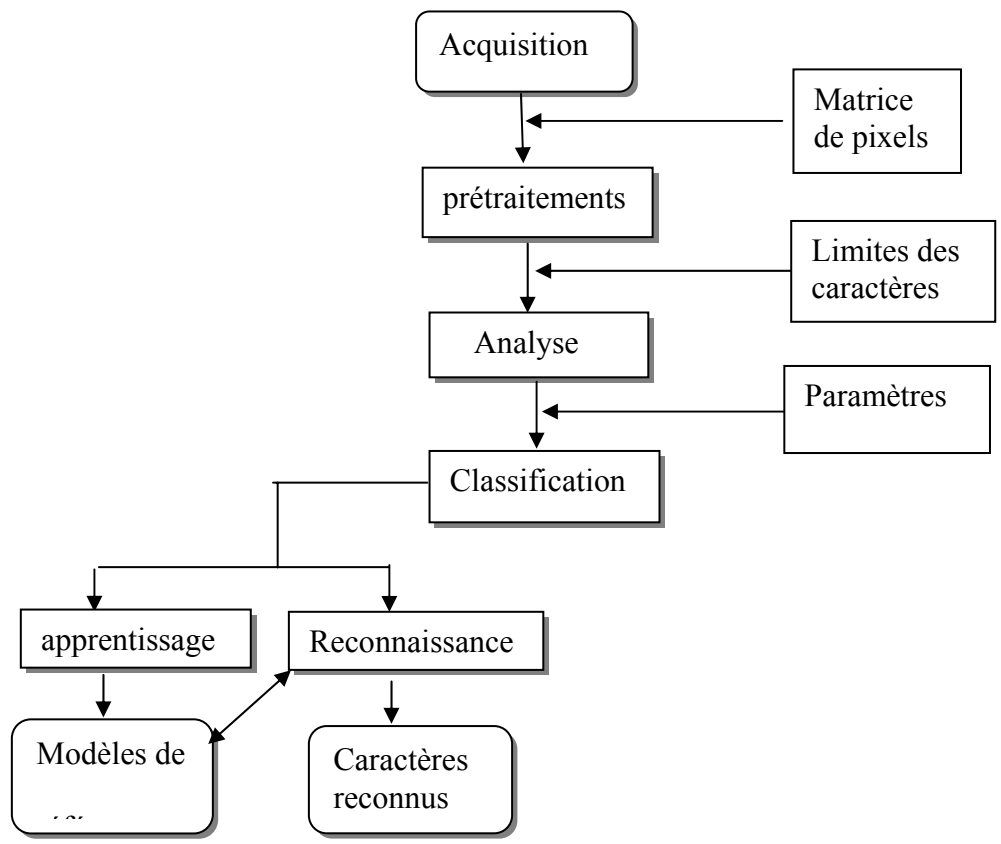 Acquisition
Matrice
de pixels
prétraitements
Limites des
caractères
Analyse
Paramètres
Classification
apprentissage
Reconnaissance
Modèles de
Caractères
reconnus